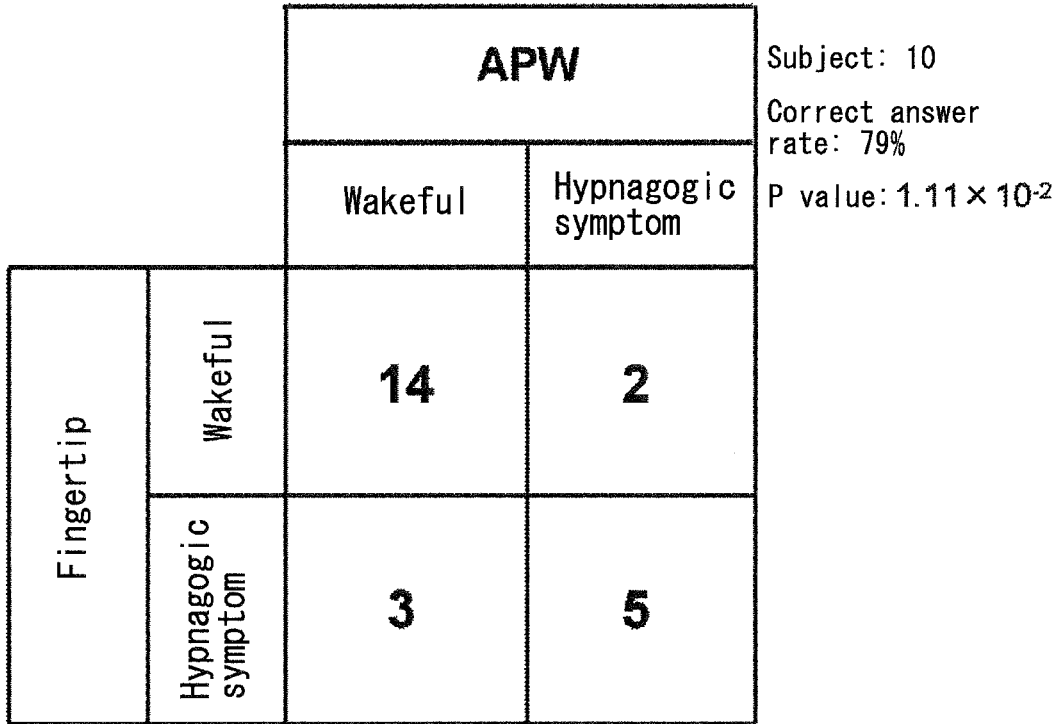 APW
Subject: 10
Correct answer
rate: 79%
P value: 1.11×10-2
Wakeful
Hypnagogic
symptom
Fingertip
Wakeful
14
2
Hypnagogic
symptom
3
5